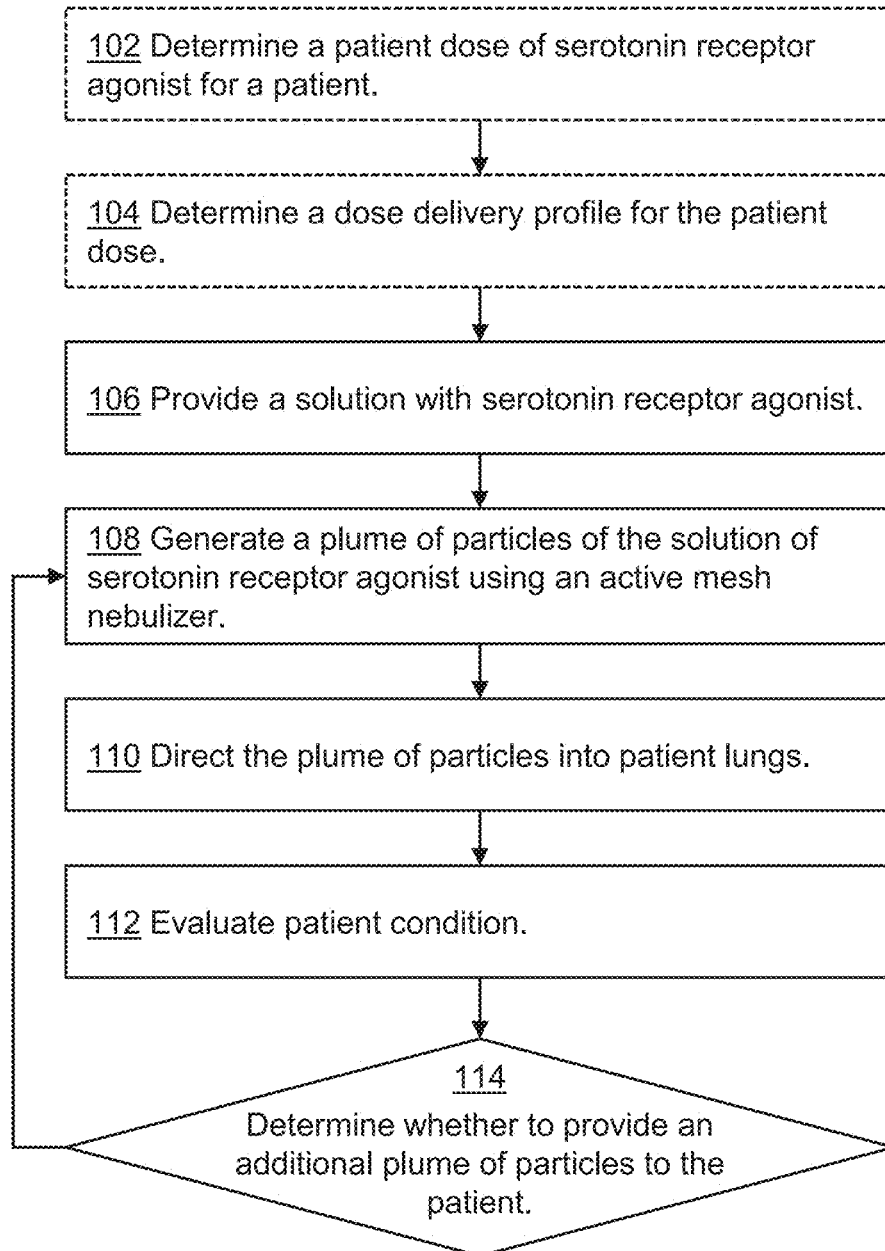 102 Determine a patient dose of serotonin receptor
agonist for a patient.
104 Determine a dose delivery profile for the patient
dose.
106 Provide a solution with serotonin receptor agonist.
108 Generate a plume of particles of the solution of
serotonin receptor agonist using an active mesh
nebulizer.
110 Direct the plume of particles into patient lungs.
112 Evaluate patient condition.
114
Determine whether to provide an
additional plume of particles to the
patient.